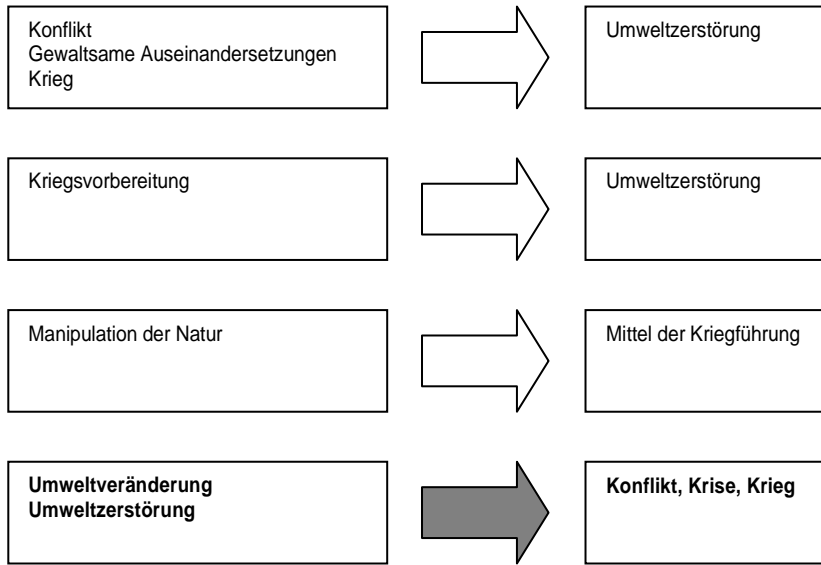 Konflikt
Gewaltsame Auseinandersetzungen
Krieg
Umweltzerstörung
Kriegsvorbereitung
Umweltzerstörung
Manipulation der Natur
Mittel der Kriegführung
Umweltveränderung
Umweltzerstörung
Konflikt, Krise, Krieg